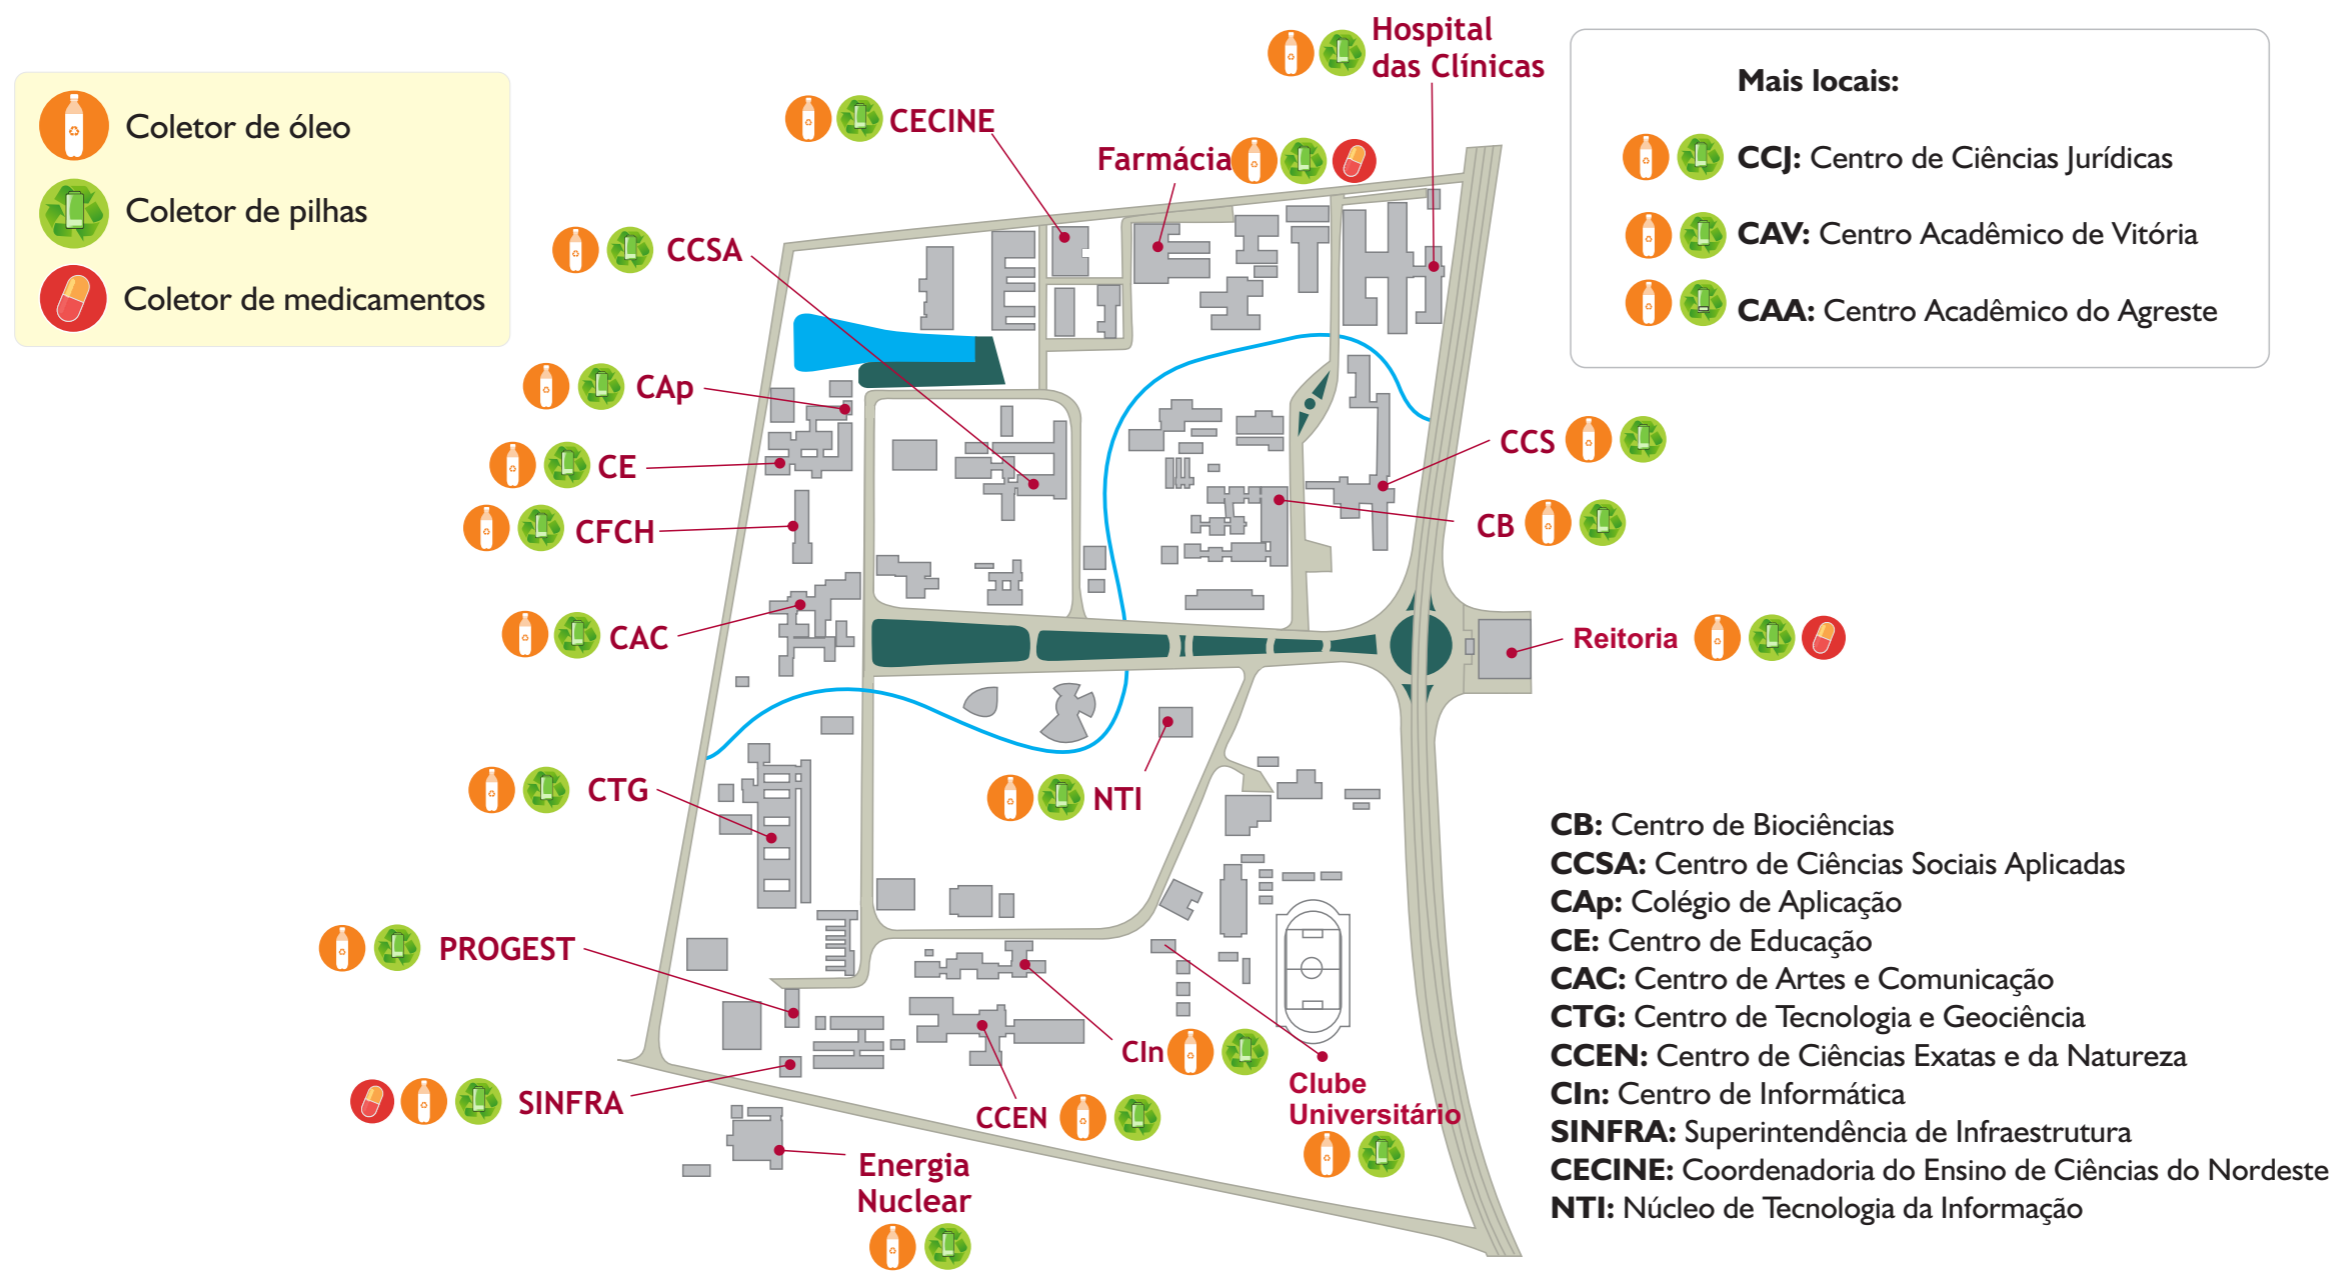 Coletor de óleo
Coletor de pilhas
Coletor de medicamentos
Hospital
das Clínicas
CECINE
Farmácia
CCSA
CAp
CE
CFCH
CAC
CTG
PROGEST
SINFRA
Energia
Nuclear
CCEN
CIn
Clube
Universitário
NTI
Reitoria
CB
CCS
Mais locais:
CCJ: Centro de Ciências Jurídicas
CAV: Centro Acadêmico de Vitória
CAA: Centro Acadêmico do Agreste
CB: Centro de Biociências
CCSA: Centro de Ciências Sociais Aplicadas
CAp: Colégio de Aplicação
CE: Centro de Educação
CAC: Centro de Artes e Comunicação
CTG: Centro de Tecnologia e Geociência
CCEN: Centro de Ciências Exatas e da Natureza
CIn: Centro de Informática
SINFRA: Superintendência de Infraestrutura
CECINE: Coordenadoria do Ensino de Ciências do Nordeste
NTI: Núcleo de Tecnologia da Informação